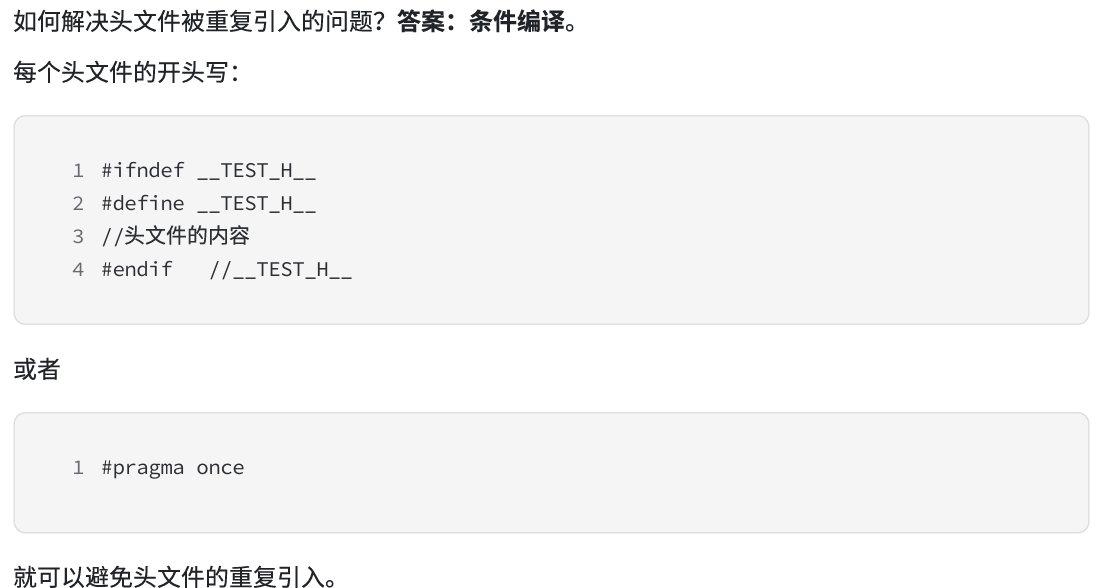 如何解决头文件被重复引入的问题？答案：条件编译。
每个头文件的开头写：
1 #ifndef __TEST_H__
2 #define __TEST_H__
3 //头文件的内容
4 #endif   //__TEST_H__
或者
1 #pragma once
就可以避免头文件的重复引入。